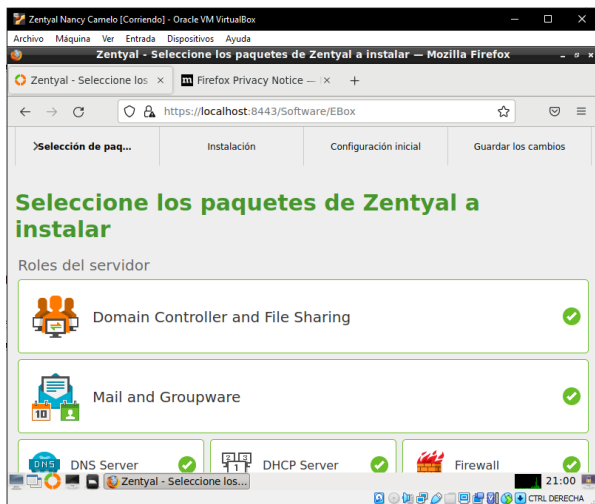 Zentyal Nancy Camelo [Corriendo] - Oracle VM VirtualBox
Archivo Máquina Ver Entrada Dispositivos Ayuda
Zentyal - Seleccione los paquetes de Zentyal a instalar — Mozilla Firefox
Zentyal - Seleccione los
m Firefox Privacy Notice —
https://localhost:8443/Software/EBox
Selección de paq...
Instalación
Configuración inicial
Guardar los cambios
Seleccione los paquetes de Zentyal a
instalar
Roles del servidor
Domain Controller and File Sharing
Mail and Groupware
10
DNS
DNS Server
DHCP Server
Firewall
Zentyal - Seleccione los...
21:00
CTRL DERECHA